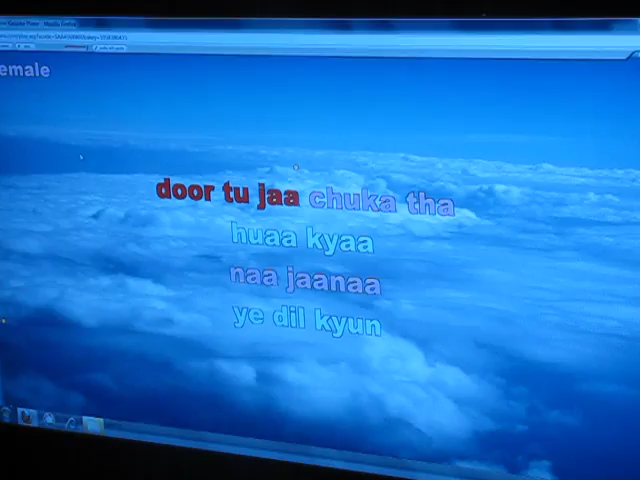 emale
door tu jaa chuka tha
huaa kyaa
naa jaanaa
ye dil kyun